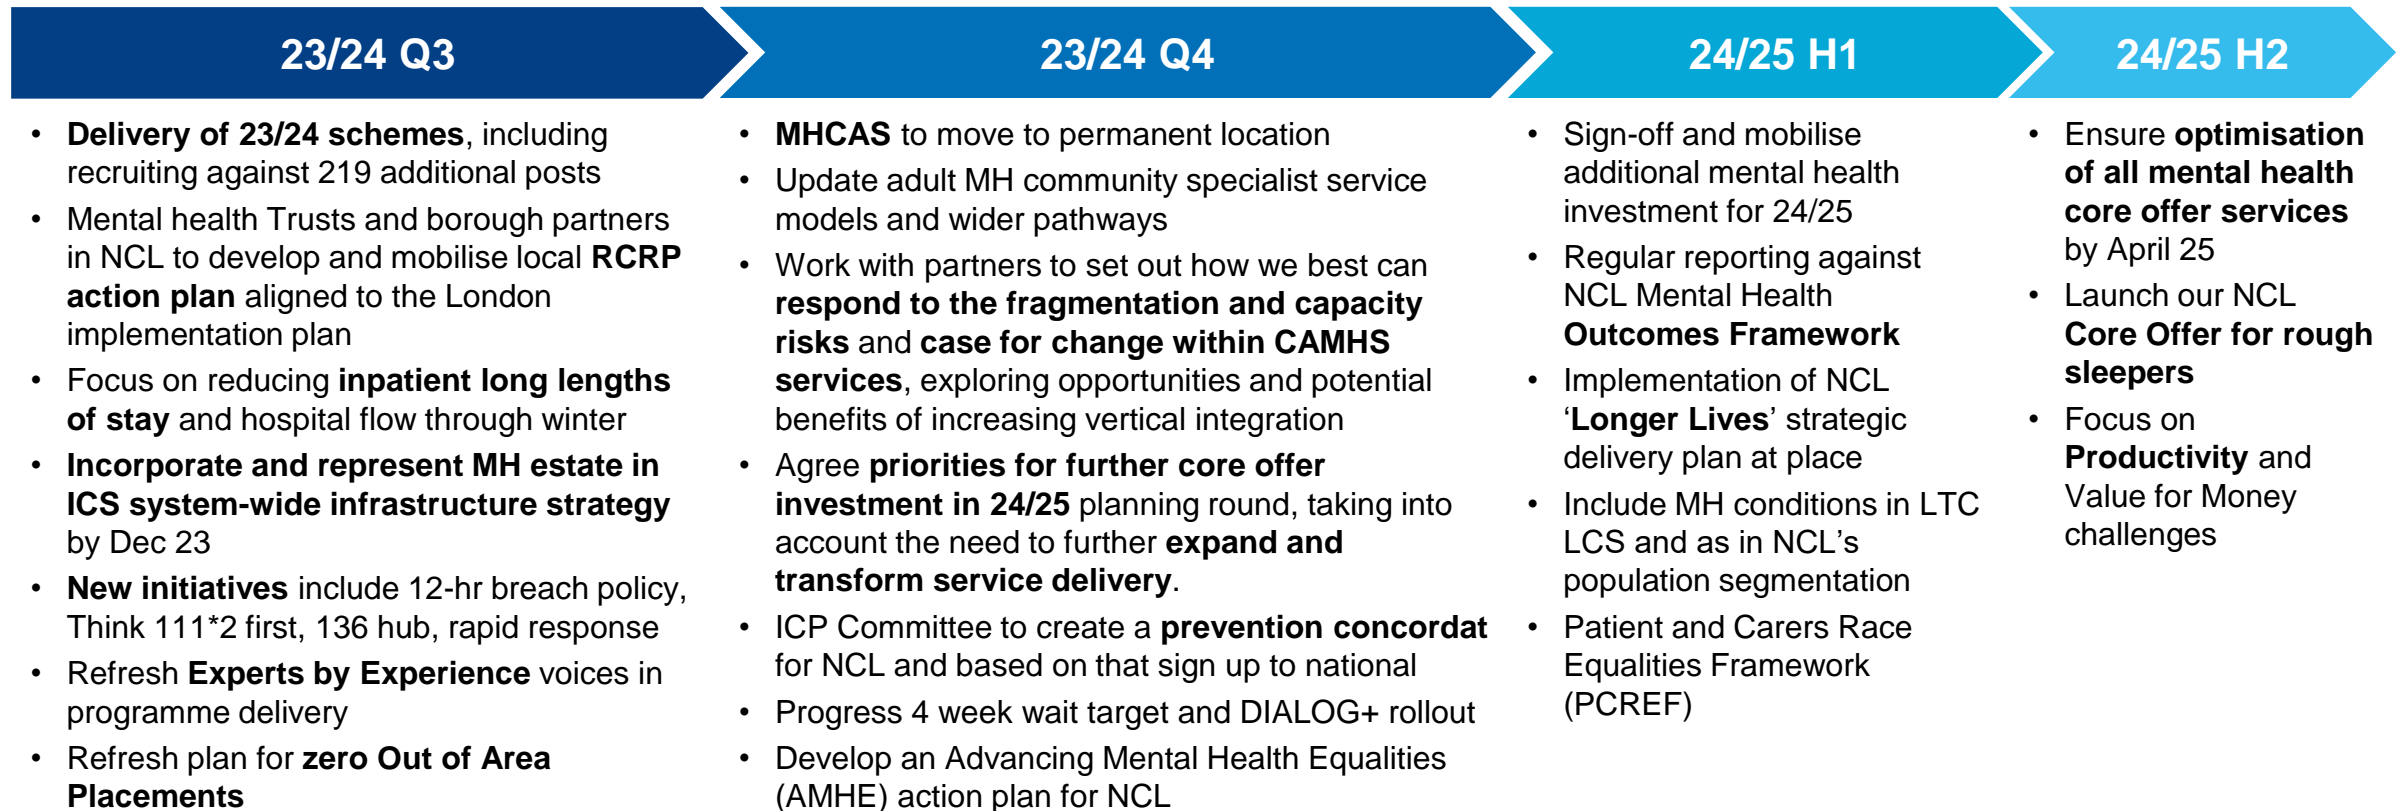 23/24 Q3
• Delivery of 23/24 schemes, including
recruiting against 219 additional posts
• Mental health Trusts and borough partners
in NCL to develop and mobilise local RCRP
action plan aligned to the London
implementation plan
• Focus on reducing inpatient long lengths
of stay and hospital flow through winter
• Incorporate and represent MH estate in
ICS system-wide infrastructure strategy
by Dec 23
• New initiatives include 12-hr breach policy,
Think 111*2 first, 136 hub, rapid response
• Refresh Experts by Experience voices in
programme delivery
• Refresh plan for zero Out of Area
Placements
23/24 Q4
• MHCAS to move to permanent location
• Update adult MH community specialist service
models and wider pathways
• Work with partners to set out how we best can
respond to the fragmentation and capacity
risks and case for change within CAMHS
services, exploring opportunities and potential
benefits of increasing vertical integration
• Agree priorities for further core offer
investment in 24/25 planning round, taking into
account the need to further expand and
transform service delivery.
• ICP Committee to create a prevention concordat
for NCL and based on that sign up to national
• Progress 4 week wait target and DIALOG+ rollout
• Develop an Advancing Mental Health Equalities
(AMHE) action plan for NCL
24/25 H1
• Sign-off and mobilise
additional mental health
investment for 24/25
• Regular reporting against
NCL Mental Health
Outcomes Framework
• Implementation of NCL
‘Longer Lives’ strategic
delivery plan at place
• Include MH conditions in LTC
LCS and as in NCL’s
population segmentation
• Patient and Carers Race
Equalities Framework
(PCREF)
24/25 H2
• Ensure optimisation
of all mental health
core offer services
by April 25
• Launch our NCL
Core Offer for rough
sleepers
• Focus on
Productivity and
Value for Money
challenges